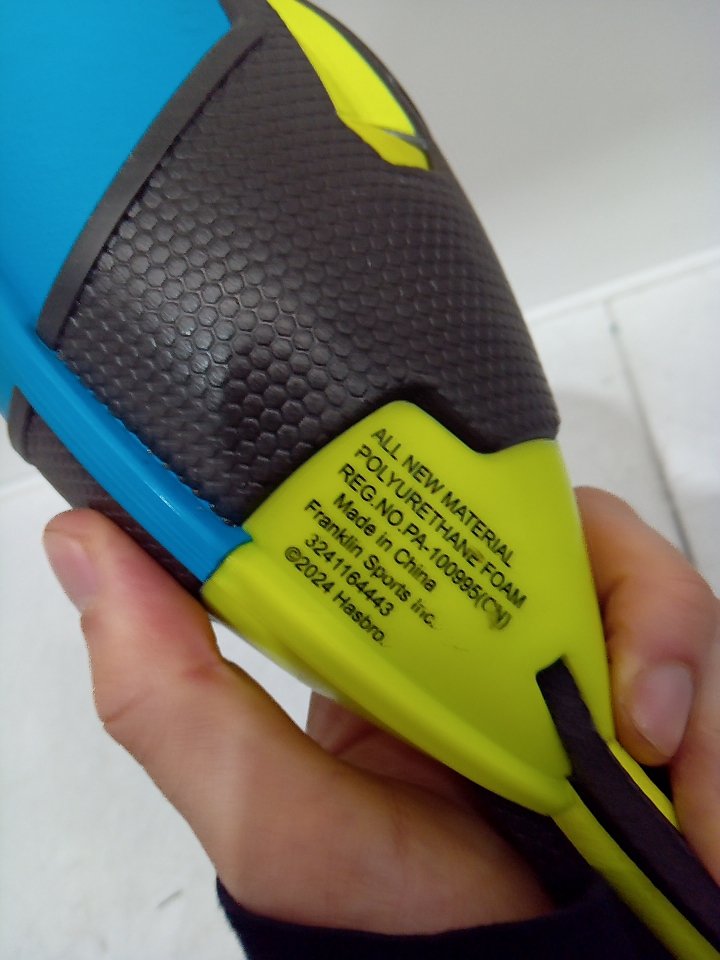 ALL NEW MATERIAL
POLYURETHANE FOAM
REG.NO.PA-100995(CN)
Made in China
Franklin Sports inc.
3241164443
©2024 Hasbro.